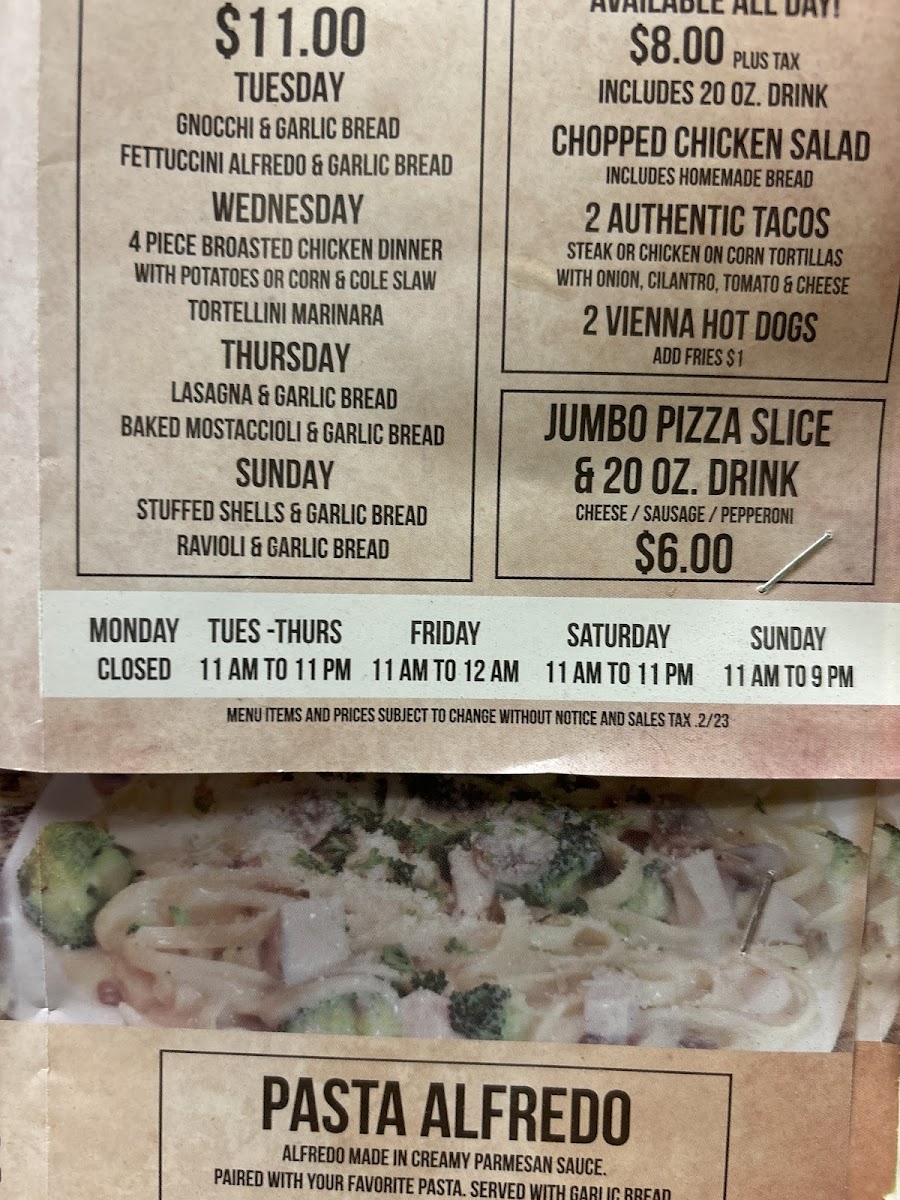 $11.00
TUESDAY
GNOCCHI & GARLIC BREAD
FETTUCCINI ALFREDO & GARLIC BREAD
WEDNESDAY
4 PIECE BROASTED CHICKEN DINNER
WITH POTATOES OR CORN & COLE SLAW
TORTELLINI MARINARA
THURSDAY
LASAGNA & GARLIC BREAD
BAKED MOSTACCIOLI & GARLIC BREAD
SUNDAY
STUFFED SHELLS & GARLIC BREAD
RAVIOLI & GARLIC BREAD
AVAILABLE ALL DAY!
$8.00 PLUS TAX
INCLUDES 20 OZ. DRINK
CHOPPED CHICKEN SALAD
INCLUDES HOMEMADE BREAD
2 AUTHENTIC TACOS
STEAK OR CHICKEN ON CORN TORTILLAS
WITH ONION, CILANTRO, TOMATO & CHEESE
2 VIENNA HOT DOGS
ADD FRIES $1
JUMBO PIZZA SLICE
& 20 OZ. DRINK
CHEESE / SAUSAGE / PEPPERONI
$6.00
MONDAY TUES -THURS FRIDAY SATURDAY SUNDAY
CLOSED 11 AM TO 11 PM 11 AM TO 12 AM 11 AM TO 11 PM 11 AM TO 9 PM
MENU ITEMS AND PRICES SUBJECT TO CHANGE WITHOUT NOTICE AND SALES TAX .2/23
PASTA ALFREDO
ALFREDO MADE IN CREAMY PARMESAN SAUCE.
PAIRED WITH YOUR FAVORITE PASTA. SERVED WITH GARLIC BREAD